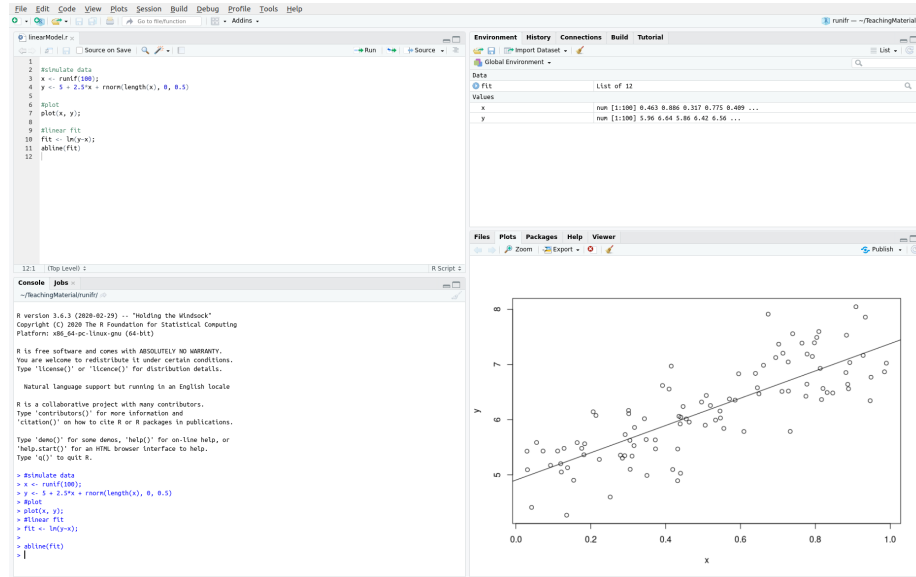 File Edit Code View Plots Session Build Debug Profile Tools Help
Go to file/function Addins
runifr — ~/TeachingMaterial
linearModel.r
Source on Save Run Source
1
2 #simulate data
3 x <- runif(100);
4 y <- 5 + 2.5*x + rnorm(length(x), 0, 0.5)
5
6 #plot
7 plot(x, y);
8
9 #linear fit
10 fit <- lm(y~x);
11 abline(fit)
12
12:1 (Top Level) R Script
Console Jobs
~/TeachingMaterial/runifr/
R version 3.6.3 (2020-02-29) -- "Holding the Windsock"
Copyright (C) 2020 The R Foundation for Statistical Computing
Platform: x86_64-pc-linux-gnu (64-bit)
R is free software and comes with ABSOLUTELY NO WARRANTY.
You are welcome to redistribute it under certain conditions.
Type 'license()' or 'licence()' for distribution details.
Natural language support but running in an English locale
R is a collaborative project with many contributors.
Type 'contributors()' for more information and
'citation()' on how to cite R or R packages in publications.
Type 'demo()' for some demos, 'help()' for on-line help, or
'help.start()' for an HTML browser interface to help.
Type 'q()' to quit R.
> #simulate data
> x <- runif(100);
> y <- 5 + 2.5*x + rnorm(length(x), 0, 0.5)
> #plot
> plot(x, y);
> #linear fit
> fit <- lm(y~x);
>
> abline(fit)
>
Environment History Connections Build Tutorial
Import Dataset List
Global Environment
Data
fit List of 12
Values
x num [1:100] 0.463 0.886 0.317 0.775 0.409 ...
y num [1:100] 5.96 6.64 5.86 6.42 6.56 ...
Files Plots Packages Help Viewer
Zoom Export Publish
8
7
6
5
y
0.0 0.2 0.4 0.6 0.8 1.0
x